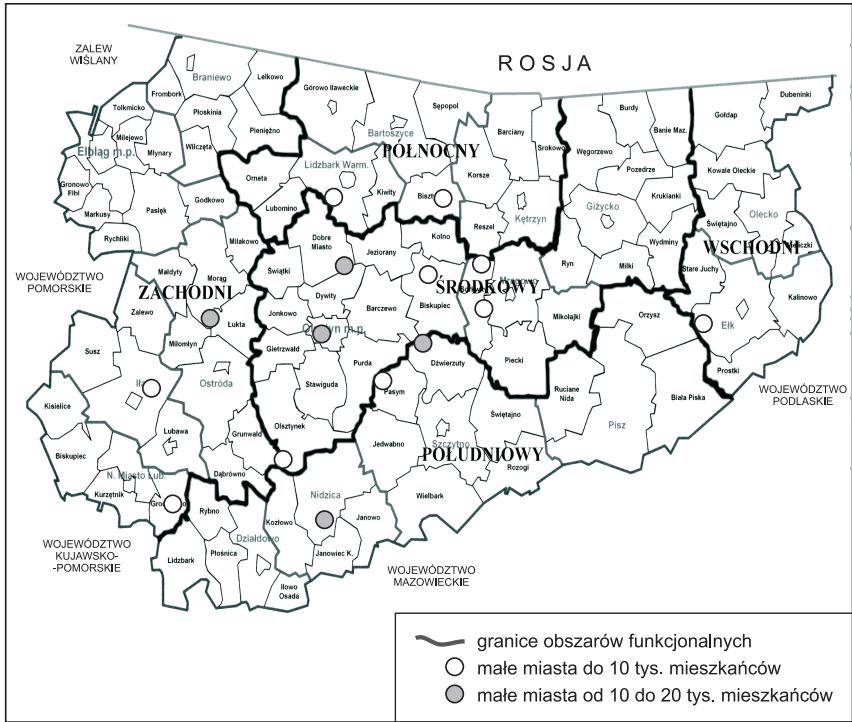 ZALEW
WIŚLANY
ROSJA
Braniewo
Lelkowo
Frombork
Płoskinia
Tolkmicko
Wilczęta
Pieniężno
Milejewo
Elbląg m.p.
Młynary
Gronowo
Elbl
Markusy
Pasłęk
Godkowo
Rychliki
Górowo Iławeckie
Sępopol
Bartoszyce
PÓŁNOCNY
Barciany
Srokowo
Korsze
Kętrzyn
Reszel
Lidzbark Warm.
Orneta
Kiwity
Bisztynek
Lubomino
Burdy
Banie Maz.
Węgorzewo
Pozedrze
Kruklanki
Giżycko
Wydminy
Ryn
Miłki
Dubeninki
Gołdap
Kowale Oleckie
Olecko
Świętajno
WSCHODNI
Stare Juchy
Kalinowo
Ełk
Prostki
WOJEWÓDZTWO
POMORSKIE
Miłakowo
Małdyty
Morąg
ZACHODNI
Zalewo
Łukta
Miłomłyn
Susz
Ostróda
Kisielice
Lubawa
Grunwald
Biskupiec
N. Miasto Lub.
Dąbrówno
Kurzętnik
Dobre
Miasto
Jeziorany
Kolno
Świątki
ŚRODKOWY
Dywity
Jonkowo
Barczewo
Biskupiec
Olsztyn m.p.
Gietrzwałd
Purda
Stawiguda
Olsztynek
Mikołajki
Piecki
Orzysz
Dźwierzuty
Pasym
Ruciane
Nida
Biała Piska
Świętajno
Pisz
Jedwabno
Szczytno
POŁUDNIOWY
Rozogi
Wielbark
Nidzica
Rybno
Kozłowo
Janowo
Działdowo
Płośnica
Janowiec K.
Lidzbark
Iłowo
Osada
WOJEWÓDZTWO
PODLASKIE
WOJEWÓDZTWO
KUJAWSKO-
-POMORSKIE
WOJEWÓDZTWO
MAZOWIECKIE
granice obszarów funkcjonalnych
małe miasta do 10 tys. mieszkańców
małe miasta od 10 do 20 tys. mieszkańców